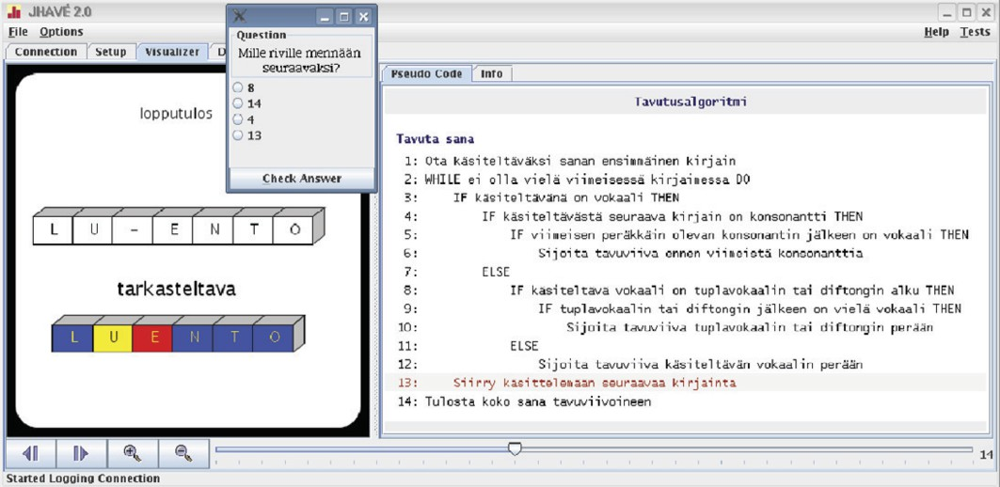 JHAVÉ 2.0
File Options
Help Tests
Connection Setup Visualizer D
Question
Mille riville mennään
seuraavaksi?
8
14
4
13
Check Answer
lopputulos
L U - E N T O
tarkasteltava
L U E N T O
Pseudo Code Info
Tavutusalgoritmi
Tavuta sana
1: Ota käsiteltäväksi sanan ensimmäinen kirjain
2: WHILE ei olla vielä viimeisessä kirjaimessa DO
3: IF käsiteltävänä on vokaali THEN
4: IF käsiteltävästä seuraava kirjain on konsonantti THEN
5: IF viimeisen peräkkäin olevan konsonantin jälkeen on vokaali THEN
6: Sijoita tavuviiva ennen viimeistä konsonanttia
7: ELSE
8: IF käsiteltava vokaali on tuplavokaalin tai diftongin alku THEN
9: IF tuplavokaalin tai diftongin jälkeen on vielä vokaali THEN
10: Sijoita tavuviiva tuplavokaalin tai diftongin perään
11: ELSE
12: Sijoita tavuviiva käsiteltävän vokaalin perään
13: Siirry käsittelemään seuraavaa kirjainta
14: Tulosta koko sana tavuviivoineen
14
Started Logging Connection